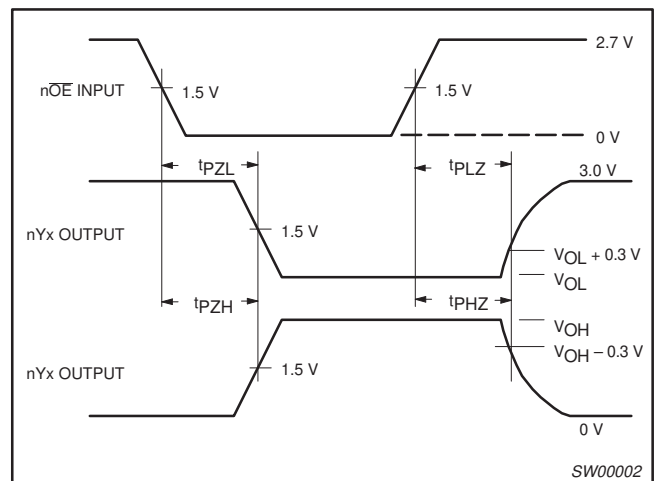 2.7 V
nOE INPUT
1.5 V
1.5 V
0 V
tPZL
tPLZ
3.0 V
nYx OUTPUT
1.5 V
VOL + 0.3 V
VOL
tPZH
tPHZ
VOH
VOH – 0.3 V
nYx OUTPUT
1.5 V
0 V
SW00002